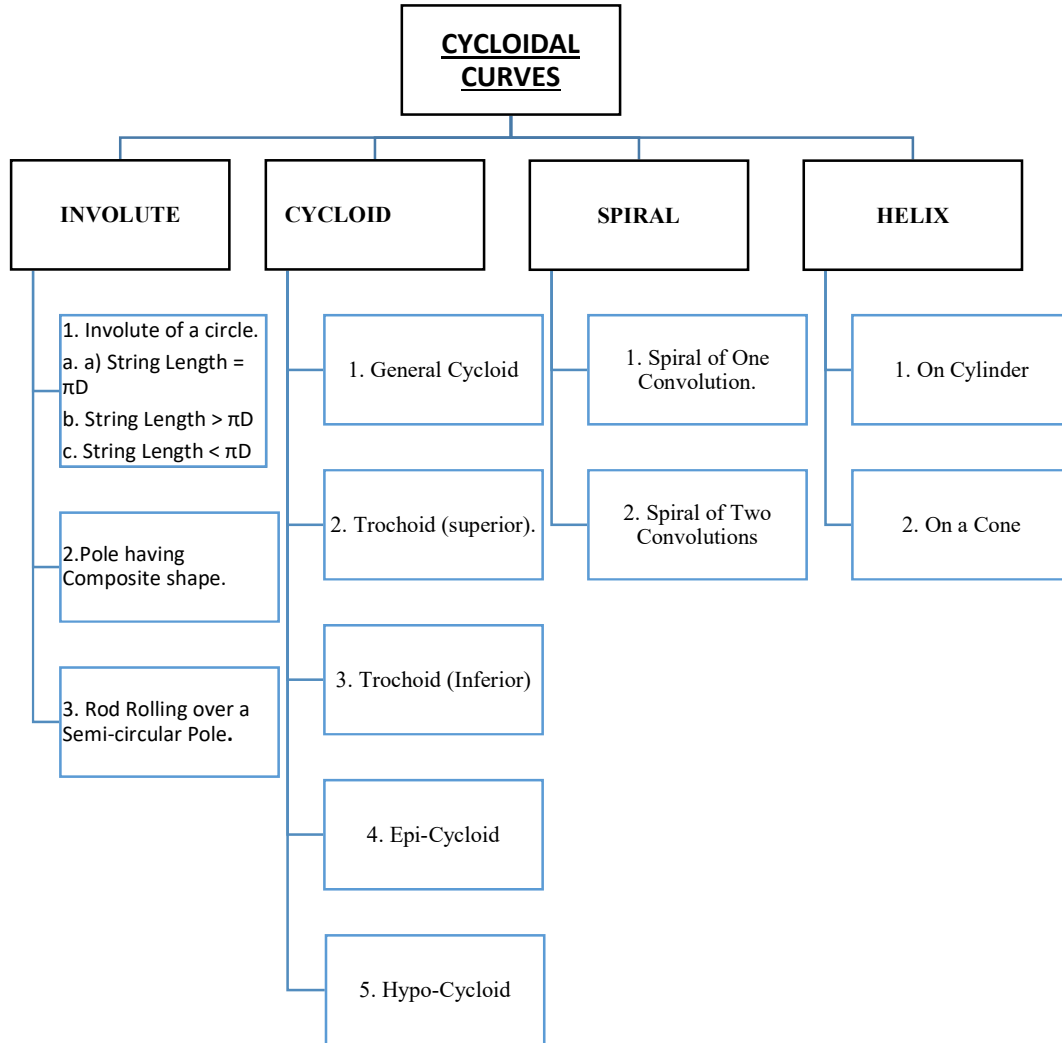 CYCLOIDAL
CURVES
INVOLUTE
CYCLOID
SPIRAL
HELIX
1. Involute of a circle.
a. a) String Length =
πD
b. String Length > πD
c. String Length < πD
2.Pole having
Composite shape.
3. Rod Rolling over a
Semi-circular Pole.
1. General Cycloid
2. Trochoid (superior).
3. Trochoid (Inferior)
4. Epi-Cycloid
5. Hypo-Cycloid
1. Spiral of One
Convolution.
2. Spiral of Two
Convolutions
1. On Cylinder
2. On a Cone